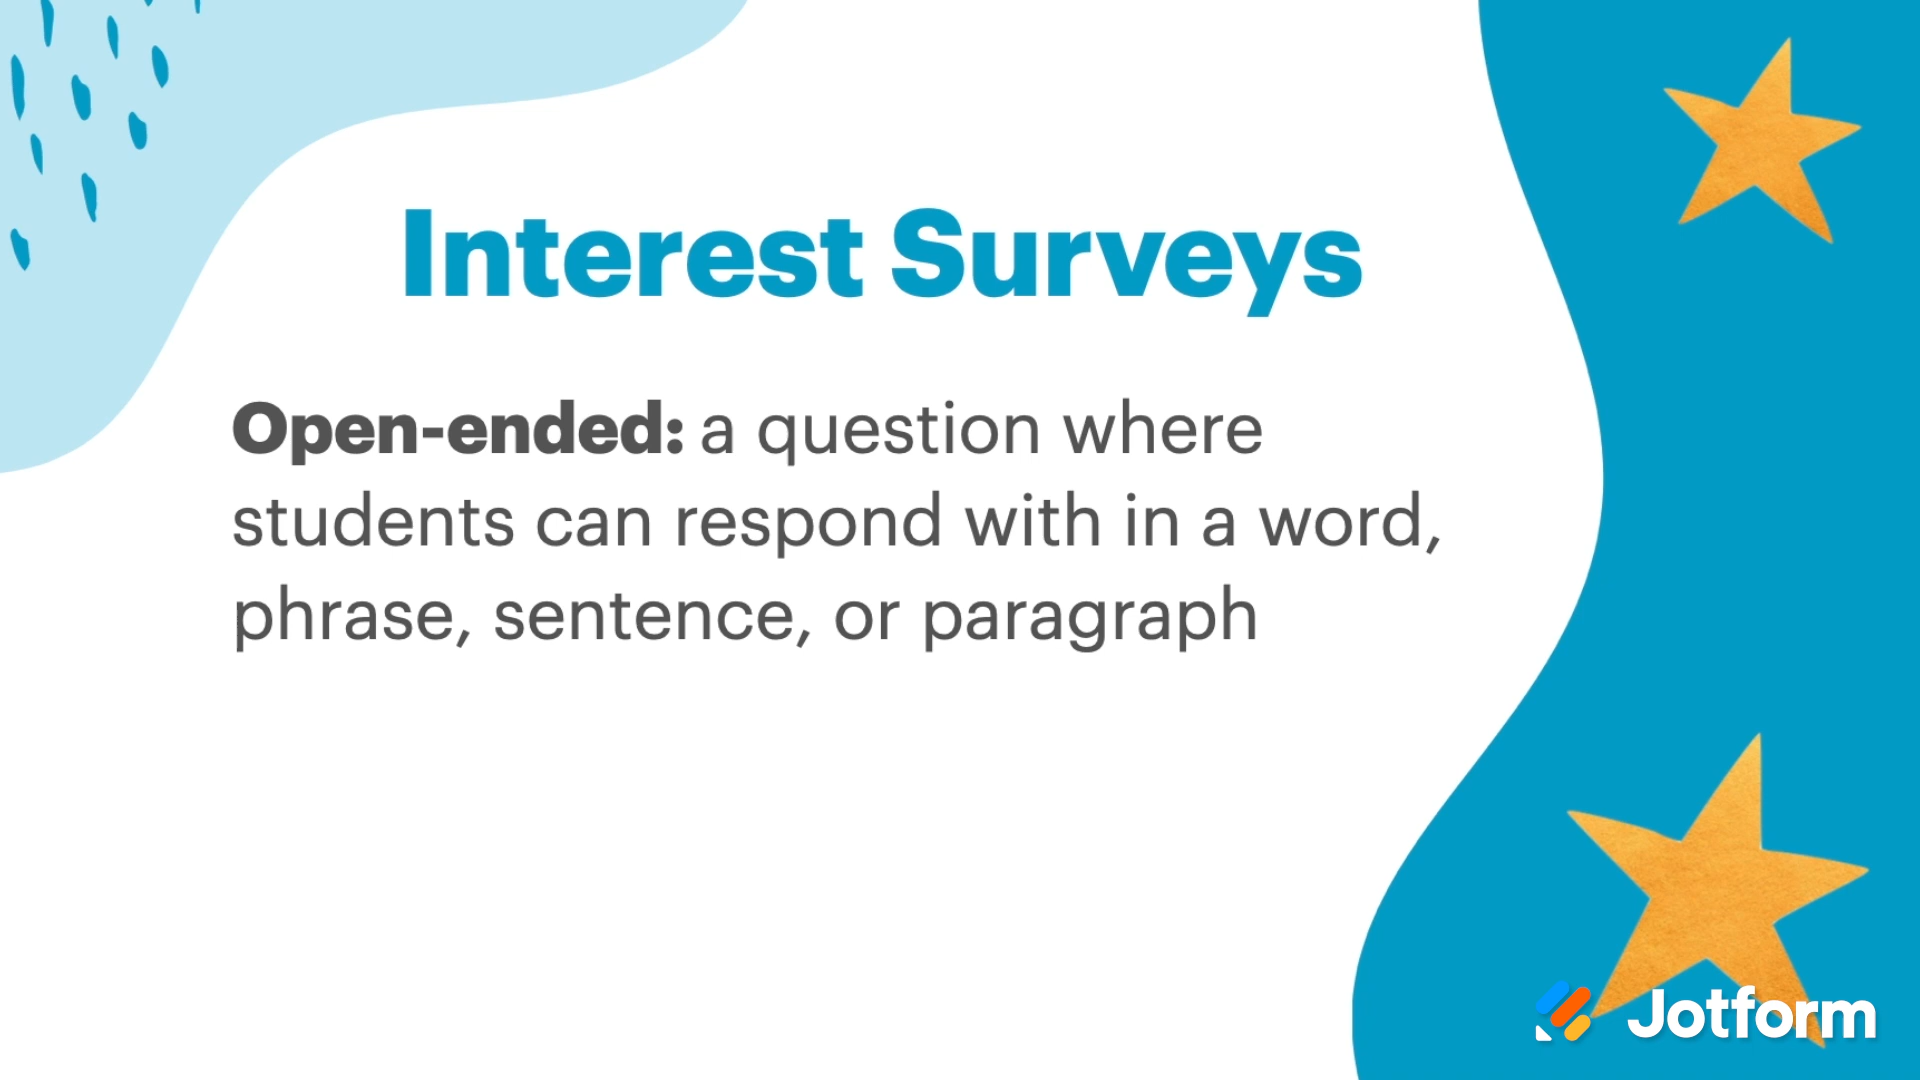 Interest Surveys
Open-ended: a question where
students can respond with in a word,
phrase, sentence, or paragraph
Jotform